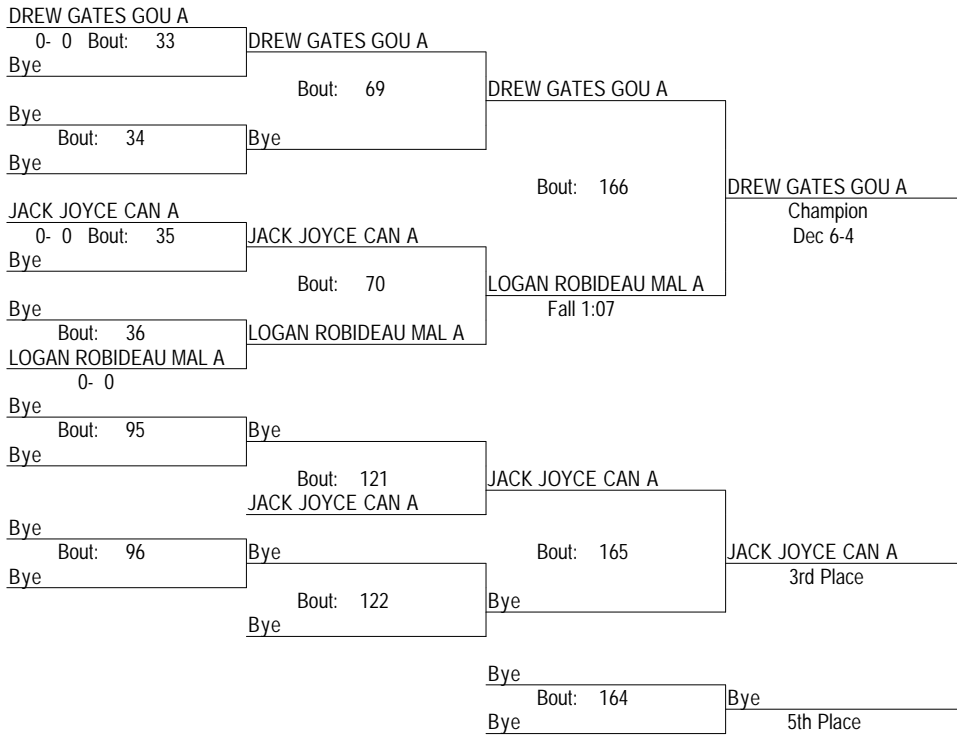 DREW GATES GOU A
0- 0 Bout: 33
DREW GATES GOU A
Bye
Bout: 69
DREW GATES GOU A
Bye
Bout: 34
Bye
Bye
Bout: 166
DREW GATES GOU A
JACK JOYCE CAN A
Champion
0- 0 Bout: 35
JACK JOYCE CAN A
Dec 6-4
Bye
Bout: 70
LOGAN ROBIDEAU MAL A
Bye
Fall 1:07
Bout: 36
LOGAN ROBIDEAU MAL A
LOGAN ROBIDEAU MAL A
0- 0
Bye
Bout: 95
Bye
Bye
Bout: 121
JACK JOYCE CAN A
JACK JOYCE CAN A
Bye
Bout: 96
Bye
Bout: 165
JACK JOYCE CAN A
Bye
3rd Place
Bout: 122
Bye
Bye
Bye
Bout: 164
Bye
Bye
5th Place